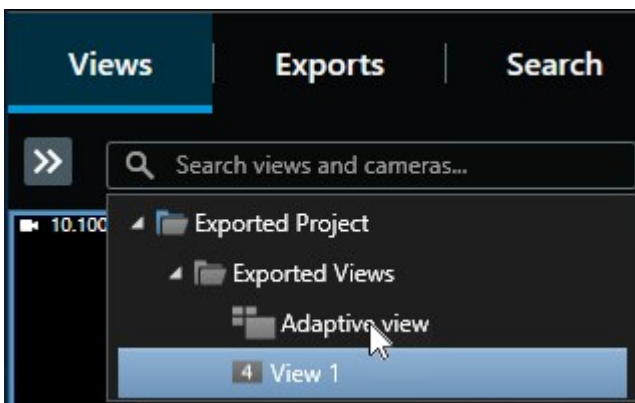 Views Exports Search
Search views and cameras...
10.100
Exported Project
Exported Views
Adaptive view
4 View 1